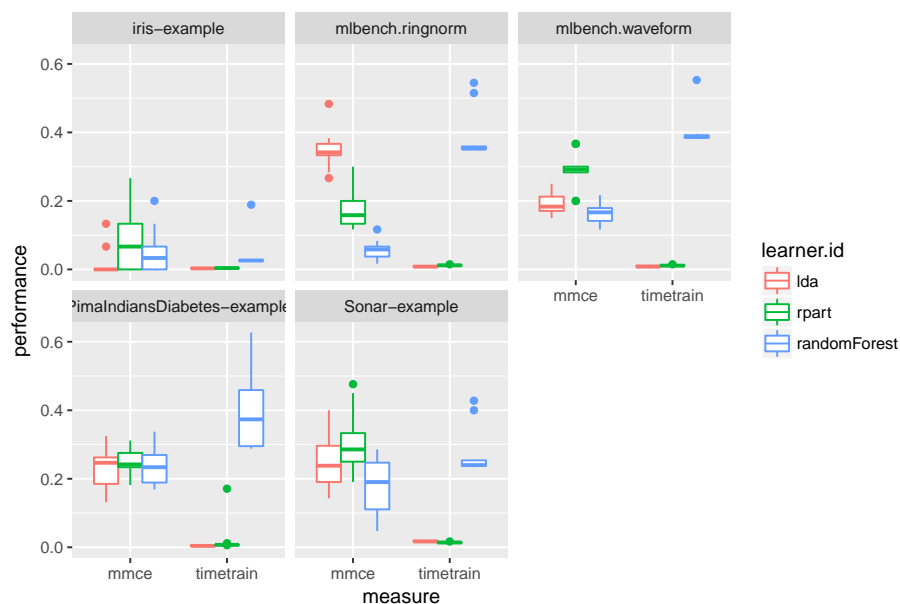 iris−example
mlbench.ringnorm
mlbench.waveform
0.6
0.4
0.2
0.0
PimaIndiansDiabetes−example
Sonar−example
mmce
timetrain
0.6
0.4
0.2
0.0
mmce
timetrain
mmce
timetrain
measure
performance
learner.id
lda
rpart
randomForest